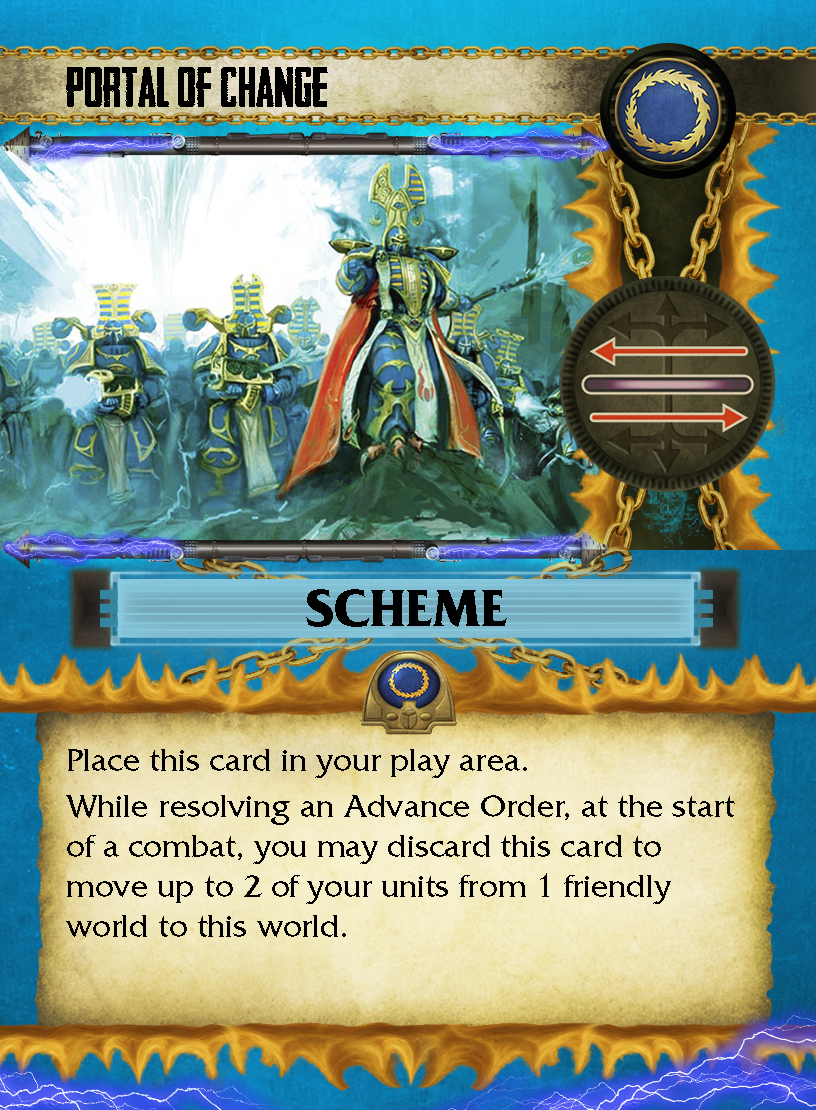 PORTAL OF CHANGE
SCHEME
Place this card in your play area.
While resolving an Advance Order, at the start
of a combat, you may discard this card to
move up to 2 of your units from 1 friendly
world to this world.